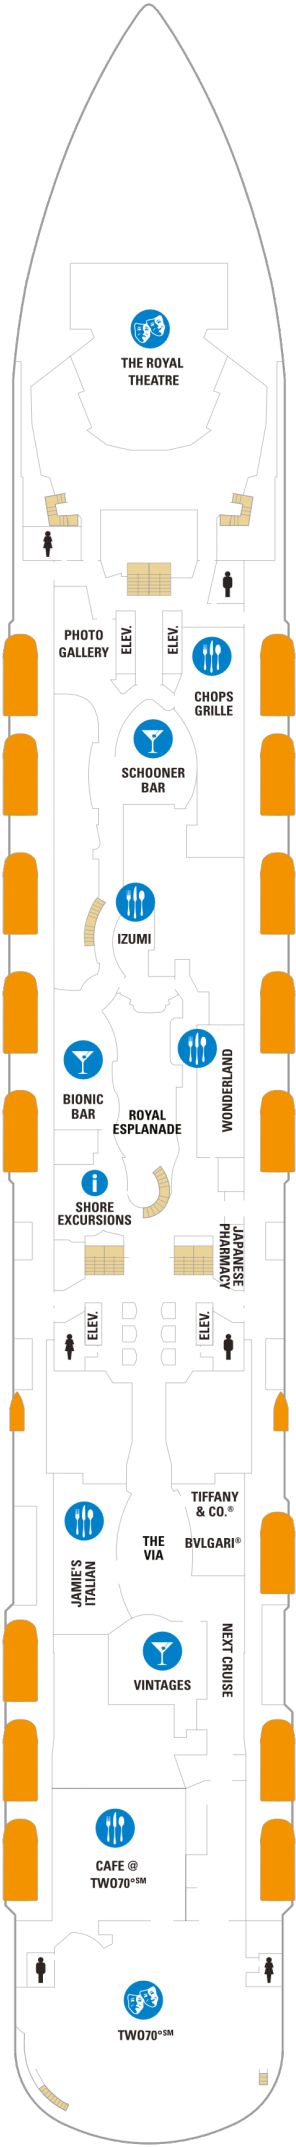 THE ROYAL
THEATRE
PHOTO
GALLERY
ELEV.
ELEV.
CHOPS
GRILLE
SCHOONER
BAR
IZUMI
WONDERLAND
BIONIC
BAR
ROYAL
ESPLANADE
i
SHORE
EXCURSIONS
JAPANESE
PHARMACY
ELEV.
ELEV.
TIFFANY
& CO.®
BVLGARI®
THE
VIA
JAMIE'S
ITALIAN
NEXT CRUISE
VINTAGES
CAFE @
TWO70°SM
TWO70°SM